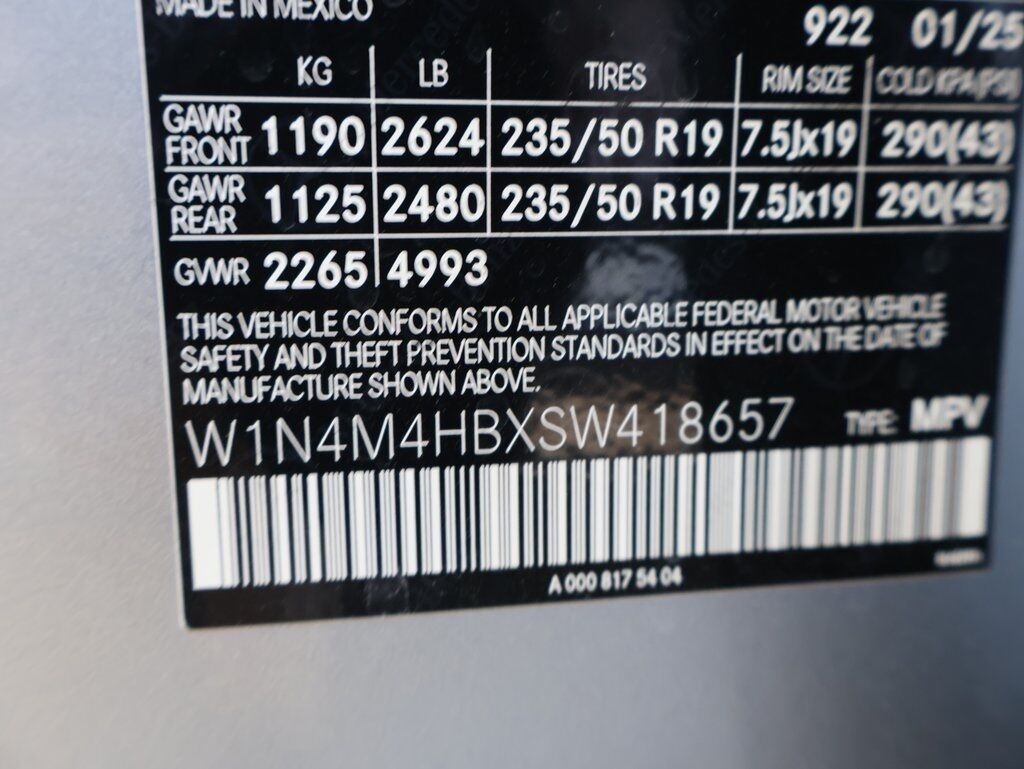 MADE IN MEXICO
922 01/25
KG LB TIRES RIM SIZE COLD KPA(PSI)
GAWR FRONT 1190 2624 235/50 R19 7.5Jx19 290(43)
GAWR REAR 1125 2480 235/50 R19 7.5Jx19 290(43)
GVWR 2265 4993
THIS VEHICLE CONFORMS TO ALL APPLICABLE FEDERAL MOTOR VEHICLE
SAFETY AND THEFT PREVENTION STANDARDS IN EFFECT ON THE DATE OF
MANUFACTURE SHOWN ABOVE.
W1N4M4HBXSW418657 TYPE: MPV
A 000 817 54 04